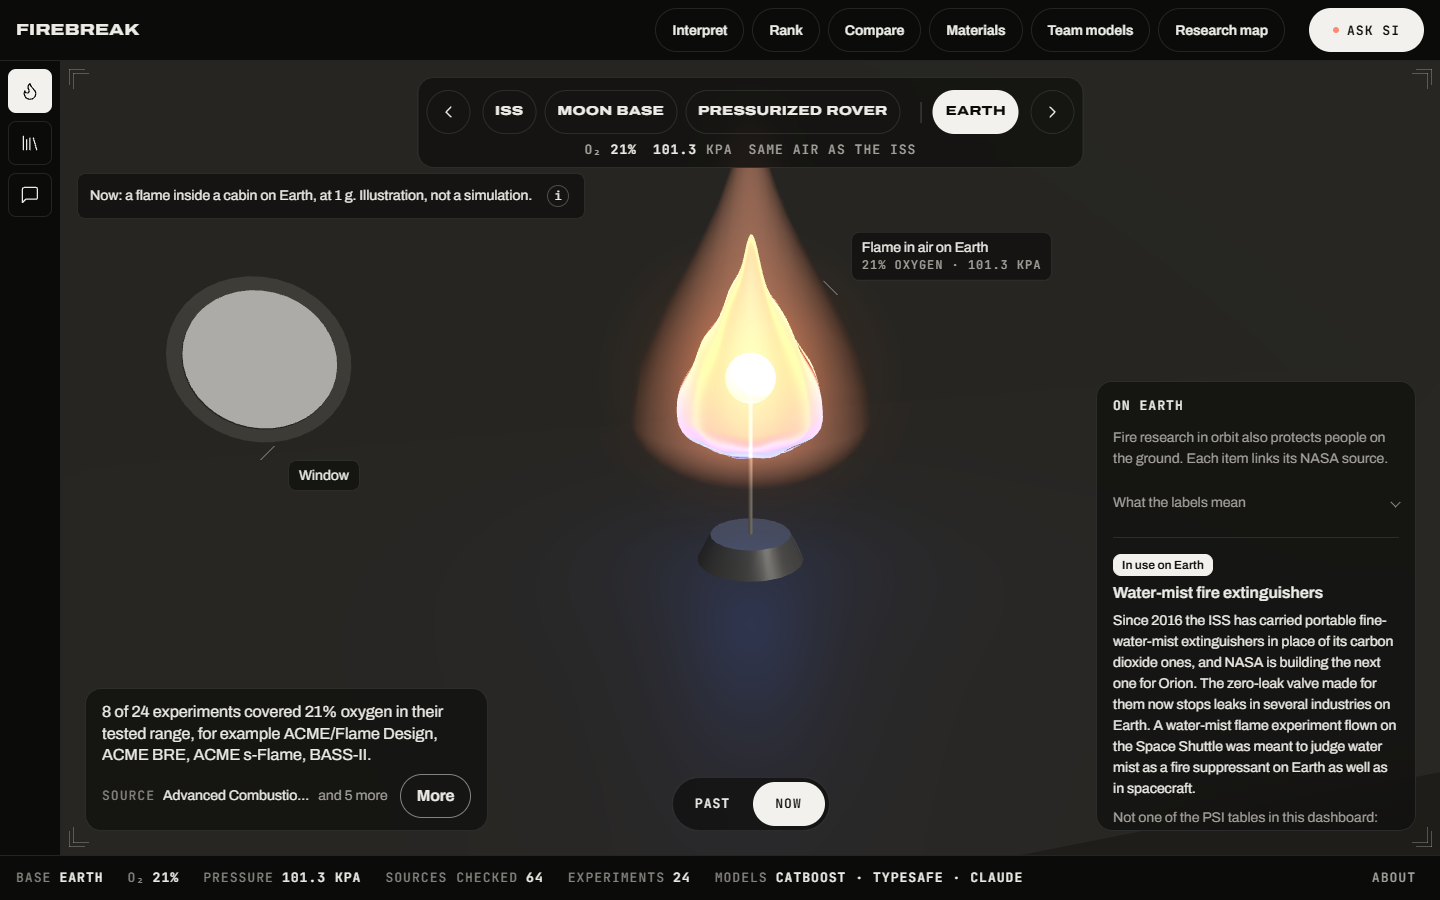 FIREBREAK
Interpret
Rank
Compare
Materials
Team models
Research map
ASK SI
ISS
MOON BASE
PRESSURIZED ROVER
EARTH
O₂ 21% 101.3 KPA SAME AIR AS THE ISS
Now: a flame inside a cabin on Earth, at 1 g. Illustration, not a simulation.
i
Flame in air on Earth
21% OXYGEN · 101.3 KPA
Window
ON EARTH
Fire research in orbit also protects people on
the ground. Each item links its NASA source.
What the labels mean
In use on Earth
Water-mist fire extinguishers
Since 2016 the ISS has carried portable fine-
water-mist extinguishers in place of its carbon
dioxide ones, and NASA is building the next
one for Orion. The zero-leak valve made for
them now stops leaks in several industries on
Earth. A water-mist flame experiment flown on
the Space Shuttle was meant to judge water
mist as a fire suppressant on Earth as well as
in spacecraft.
Not one of the PSI tables in this dashboard:
8 of 24 experiments covered 21% oxygen in their
tested range, for example ACME/Flame Design,
ACME BRE, ACME s-Flame, BASS-II.
SOURCE Advanced Combustio... and 5 more
More
PAST
NOW
BASE EARTH O₂ 21% PRESSURE 101.3 KPA SOURCES CHECKED 64 EXPERIMENTS 24 MODELS CATBOOST · TYPESAFE · CLAUDE
ABOUT